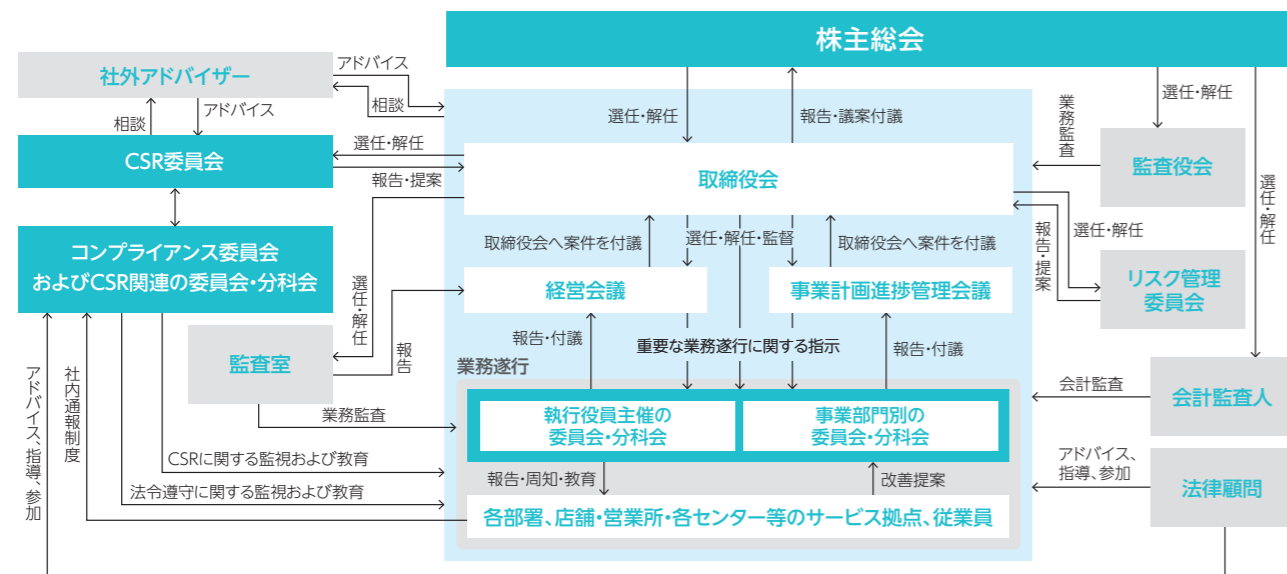 株主総会
社外アドバイザー
アドバイス
相談
相談
アドバイス
選任・解任
報告・議案付議
業務監査
選任・解任
選任・解任
CSR委員会
選任・解任
報告・提案
取締役会
監査役会
コンプライアンス委員会
およびCSR関連の委員会・分科会
取締役会へ案件を付議
選任・解任・監督
取締役会へ案件を付議
報告・提案
選任・解任
選任・解任
経営会議
事業計画進捗管理会議
リスク管理
委員会
監査室
報告
報告・付議
重要な業務遂行に関する指示
報告・付議
業務遂行
アドバイス、指導、参加
社内通報制度
業務監査
執行役員主催の
委員会・分科会
事業部門別の
委員会・分科会
会計監査
会計監査人
CSRに関する監視および教育
報告・周知・教育
改善提案
アドバイス、
指導、参加
法律顧問
法令遵守に関する監視および教育
各部署、店舗・営業所・各センター等のサービス拠点、従業員